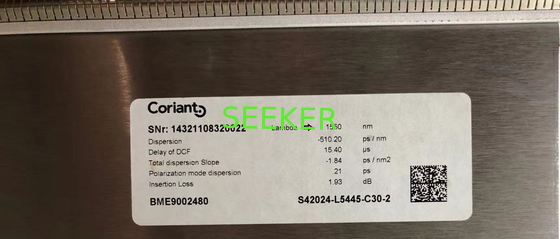 Coriant
SEEKER
SNr: 14321108320022 Lambda → 1550 nm
Dispersion -510.20 ps / nm
Delay of DCF 15.40 µs
Total dispersion Slope -1.84 ps / nm2
Polarization mode dispersion 21 ps
Insertion Loss 1.93 dB
BME9002480 S42024-L5445-C30-2